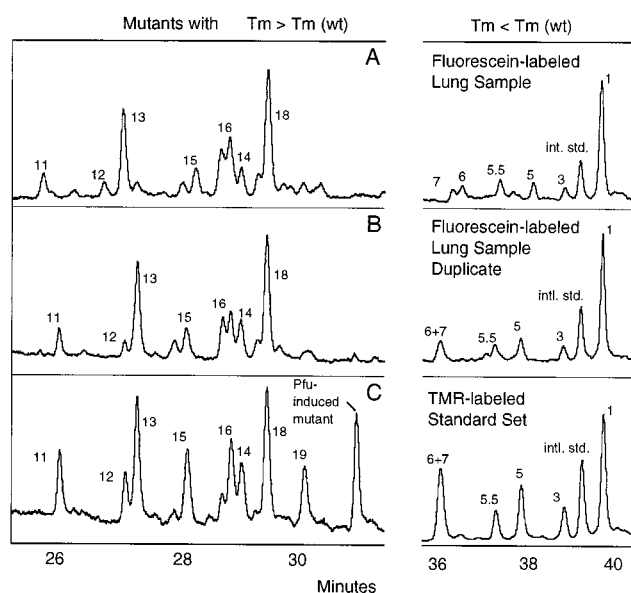 Mutants with Tm > Tm (wt)
Tm < Tm (wt)
A
11
12
13
15
16
14
18
Fluorescein-labeled
Lung Sample
7
6
5.5
5
3
int. std.
1
B
11
12
13
15
16
14
18
Fluorescein-labeled
Lung Sample
Duplicate
6+7
5.5
5
3
intl. std.
1
C
11
12
13
15
16
14
18
19
Pfu-
induced
mutant
TMR-labeled
Standard Set
6+7
5.5
5
3
intl. std.
1
26 28 30
36 38 40
Minutes